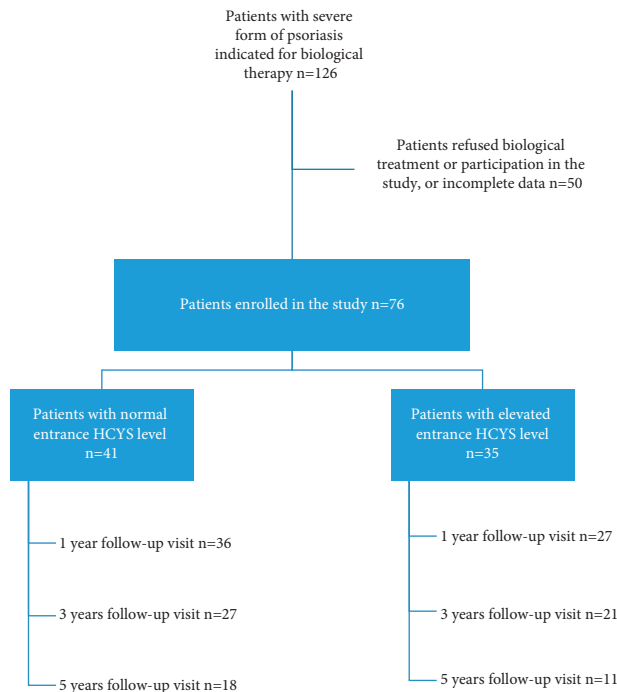 Patients with severe
form of psoriasis
indicated for biological
therapy n=126
Patients refused biological
treatment or participation in the
study, or incomplete data n=50
Patients enrolled in the study n=76
Patients with normal
entrance HCYS level
n=41
Patients with elevated
entrance HCYS level
n=35
1 year follow-up visit n=36
3 years follow-up visit n=27
5 years follow-up visit n=18
1 year follow-up visit n=27
3 years follow-up visit n=21
5 years follow-up visit n=11